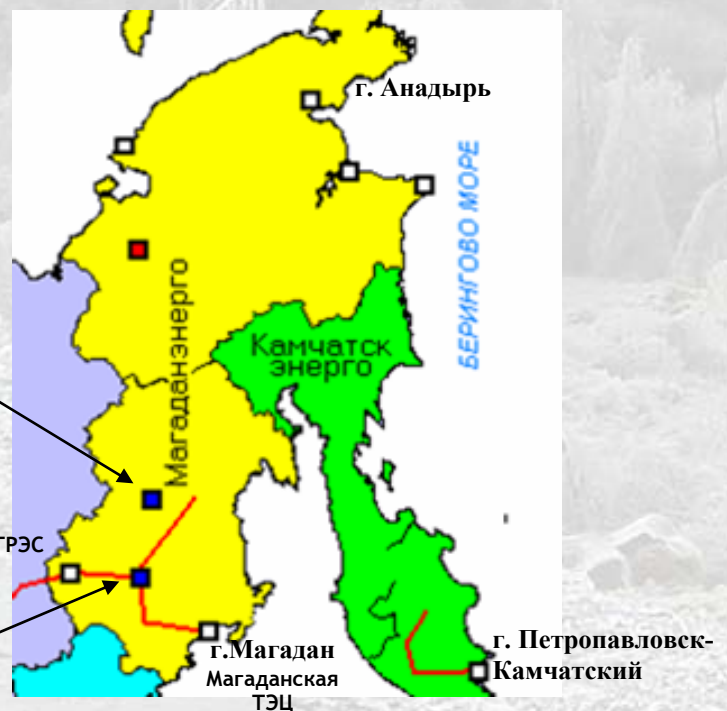 г. Анадырь
БЕРИНГОВО МОРЕ
Магаданэнерго
Камчатск
энерго
ГРЭС
г.Магадан
Магаданская
ТЭЦ
г. Петропавловск-
Камчатский